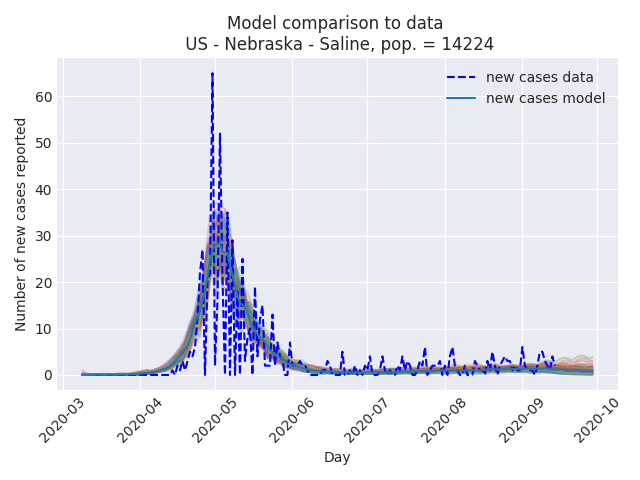 Model comparison to data
US - Nebraska - Saline, pop. = 14224
new cases data
new cases model
Number of new cases reported
60
50
40
30
20
10
0
2020-03
2020-04
2020-05
2020-06
2020-07
2020-08
2020-09
2020-10
Day